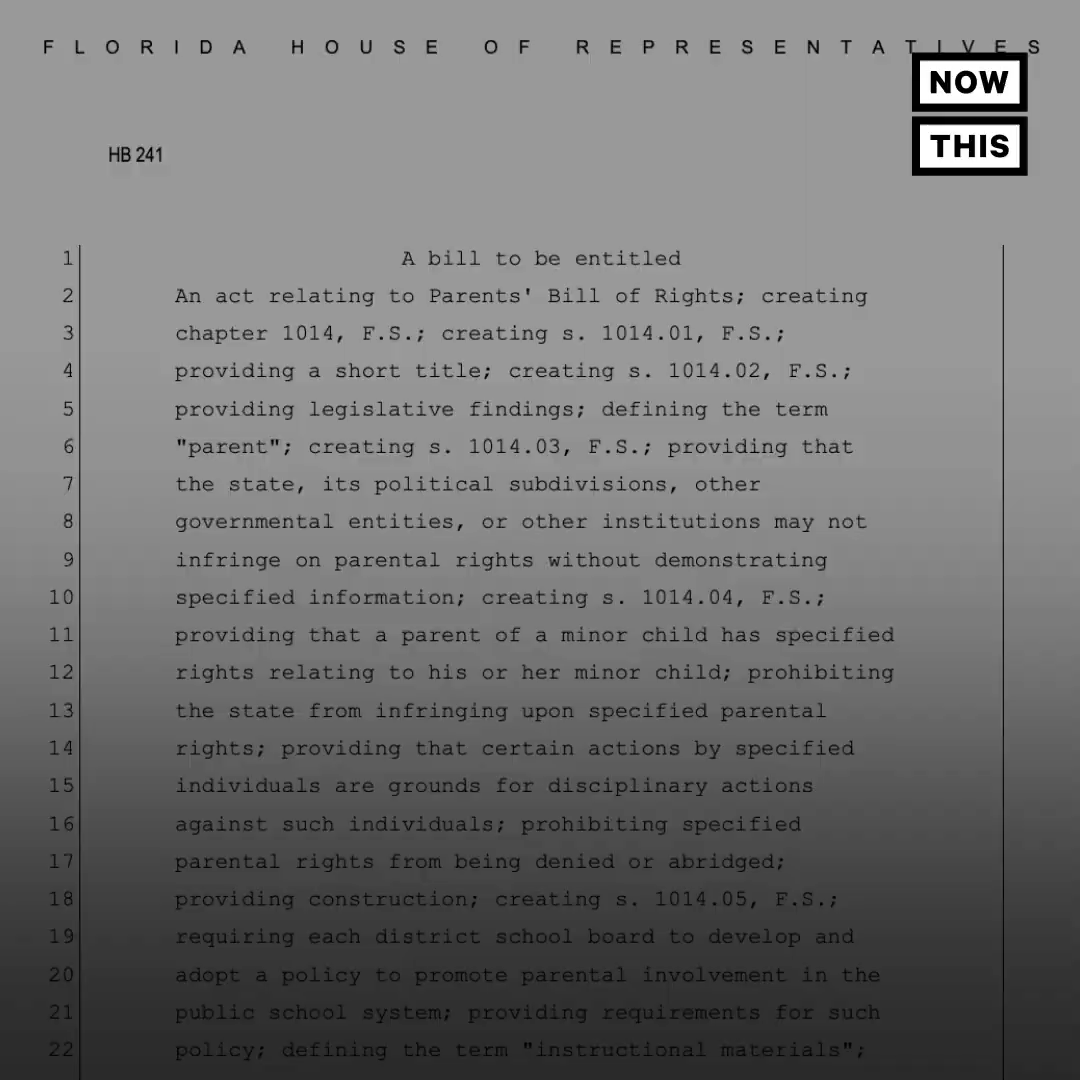 FLORIDA HOUSE OF REPRESENTATIVES
NOW
THIS
HB 241
1 A bill to be entitled
2 An act relating to Parents' Bill of Rights; creating
3 chapter 1014, F.S.; creating s. 1014.01, F.S.;
4 providing a short title; creating s. 1014.02, F.S.;
5 providing legislative findings; defining the term
6 "parent"; creating s. 1014.03, F.S.; providing that
7 the state, its political subdivisions, other
8 governmental entities, or other institutions may not
9 infringe on parental rights without demonstrating
10 specified information; creating s. 1014.04, F.S.;
11 providing that a parent of a minor child has specified
12 rights relating to his or her minor child; prohibiting
13 the state from infringing upon specified parental
14 rights; providing that certain actions by specified
15 individuals are grounds for disciplinary actions
16 against such individuals; prohibiting specified
17 parental rights from being denied or abridged;
18 providing construction; creating s. 1014.05, F.S.;
19 requiring each district school board to develop and
20 adopt a policy to promote parental involvement in the
21 public school system; providing requirements for such
22 policy; defining the term "instructional materials";